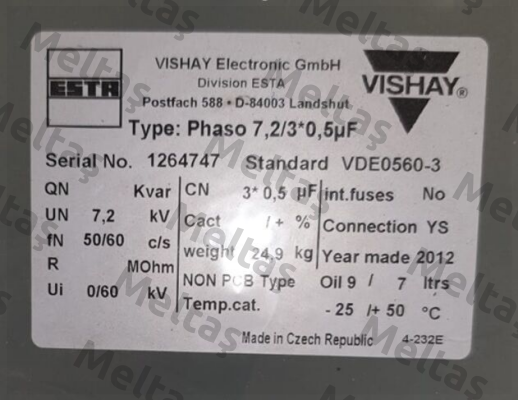 ESTA
VISHAY Electronic GmbH
Division ESTA
Postfach 588 • D-84003 Landshut
VISHAY®
Type: Phaso 7,2/3*0,5µF
Serial No. 1264747 Standard VDE0560-3
QN Kvar CN 3* 0,5 µF int.fuses No
UN 7,2 kV Cact / + % Connection YS
fN 50/60 c/s weight 24,9 kg Year made 2012
R MOhm NON PCB Type Oil 9 / 7 ltrs
Ui 0/60 kV Temp.cat. - 25 /+ 50 °C
Made in Czech Republic 4-232E
Meltaş